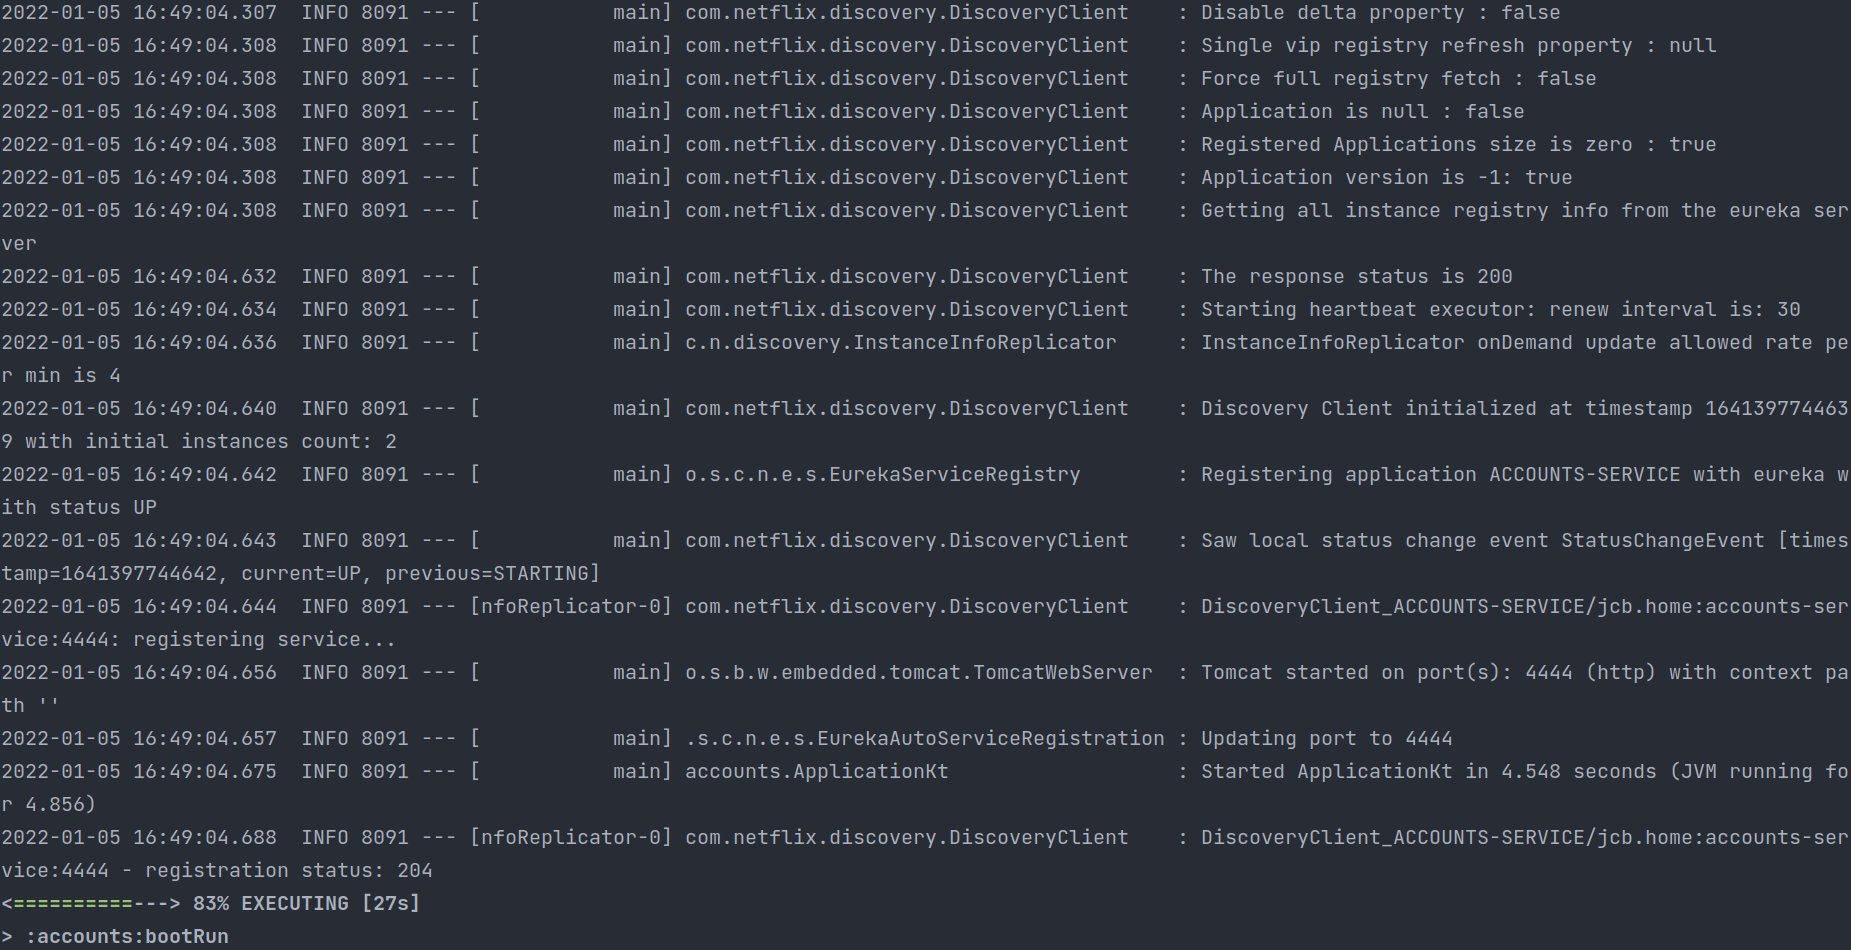 2022-01-05 16:49:04.307  INFO 8091 --- [           main] com.netflix.discovery.DiscoveryClient    : Disable delta property : false
2022-01-05 16:49:04.308  INFO 8091 --- [           main] com.netflix.discovery.DiscoveryClient    : Single vip registry refresh property : null
2022-01-05 16:49:04.308  INFO 8091 --- [           main] com.netflix.discovery.DiscoveryClient    : Force full registry fetch : false
2022-01-05 16:49:04.308  INFO 8091 --- [           main] com.netflix.discovery.DiscoveryClient    : Application is null : false
2022-01-05 16:49:04.308  INFO 8091 --- [           main] com.netflix.discovery.DiscoveryClient    : Registered Applications size is zero : true
2022-01-05 16:49:04.308  INFO 8091 --- [           main] com.netflix.discovery.DiscoveryClient    : Application version is -1: true
2022-01-05 16:49:04.308  INFO 8091 --- [           main] com.netflix.discovery.DiscoveryClient    : Getting all instance registry info from the eureka ser
ver
2022-01-05 16:49:04.632  INFO 8091 --- [           main] com.netflix.discovery.DiscoveryClient    : The response status is 200
2022-01-05 16:49:04.634  INFO 8091 --- [           main] com.netflix.discovery.DiscoveryClient    : Starting heartbeat executor: renew interval is: 30
2022-01-05 16:49:04.636  INFO 8091 --- [           main] c.n.discovery.InstanceInfoReplicator     : InstanceInfoReplicator onDemand update allowed rate pe
r min is 4
2022-01-05 16:49:04.640  INFO 8091 --- [           main] com.netflix.discovery.DiscoveryClient    : Discovery Client initialized at timestamp 164139774463
9 with initial instances count: 2
2022-01-05 16:49:04.642  INFO 8091 --- [           main] o.s.c.n.e.s.EurekaServiceRegistry        : Registering application ACCOUNTS-SERVICE with eureka w
ith status UP
2022-01-05 16:49:04.643  INFO 8091 --- [           main] com.netflix.discovery.DiscoveryClient    : Saw local status change event StatusChangeEvent [times
tamp=1641397744642, current=UP, previous=STARTING]
2022-01-05 16:49:04.644  INFO 8091 --- [nfoReplicator-0] com.netflix.discovery.DiscoveryClient    : DiscoveryClient_ACCOUNTS-SERVICE/jcb.home:accounts-ser
vice:4444: registering service...
2022-01-05 16:49:04.656  INFO 8091 --- [           main] o.s.b.w.embedded.tomcat.TomcatWebServer  : Tomcat started on port(s): 4444 (http) with context pa
th ''
2022-01-05 16:49:04.657  INFO 8091 --- [           main] .s.c.n.e.s.EurekaAutoServiceRegistration : Updating port to 4444
2022-01-05 16:49:04.675  INFO 8091 --- [           main] accounts.ApplicationKt                   : Started ApplicationKt in 4.548 seconds (JVM running fo
r 4.856)
2022-01-05 16:49:04.688  INFO 8091 --- [nfoReplicator-0] com.netflix.discovery.DiscoveryClient    : DiscoveryClient_ACCOUNTS-SERVICE/jcb.home:accounts-ser
vice:4444 - registration status: 204
<==========---> 83% EXECUTING [27s]
> :accounts:bootRun